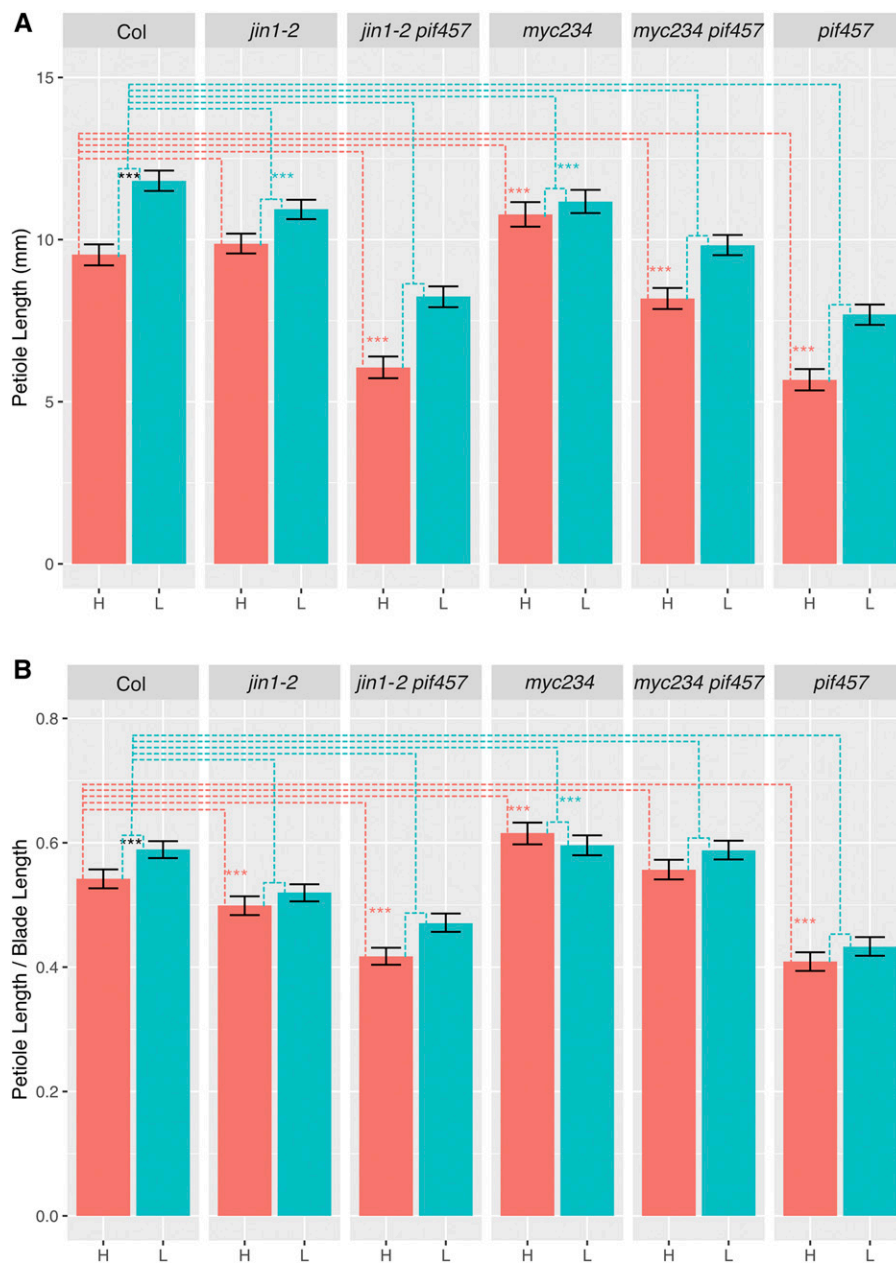 A
Col jin1-2 jin1-2 pif457 myc234 myc234 pif457 pif457
Petiole Length (mm)
15
10
5
0
*** *** *** *** *** *** ***
H L H L H L H L H L H L
B
Col jin1-2 jin1-2 pif457 myc234 myc234 pif457 pif457
Petiole Length / Blade Length
0.8
0.6
0.4
0.2
0.0
*** *** *** *** *** ***
H L H L H L H L H L H L